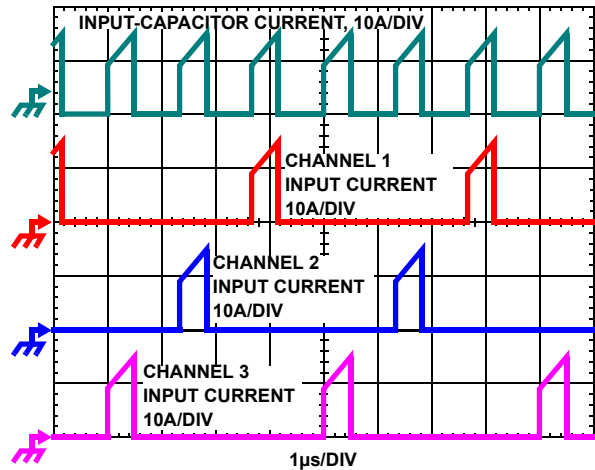 INPUT-CAPACITOR CURRENT, 10A/DIV
CHANNEL 1
INPUT CURRENT
10A/DIV
CHANNEL 2
INPUT CURRENT
10A/DIV
CHANNEL 3
INPUT CURRENT
10A/DIV
1µs/DIV